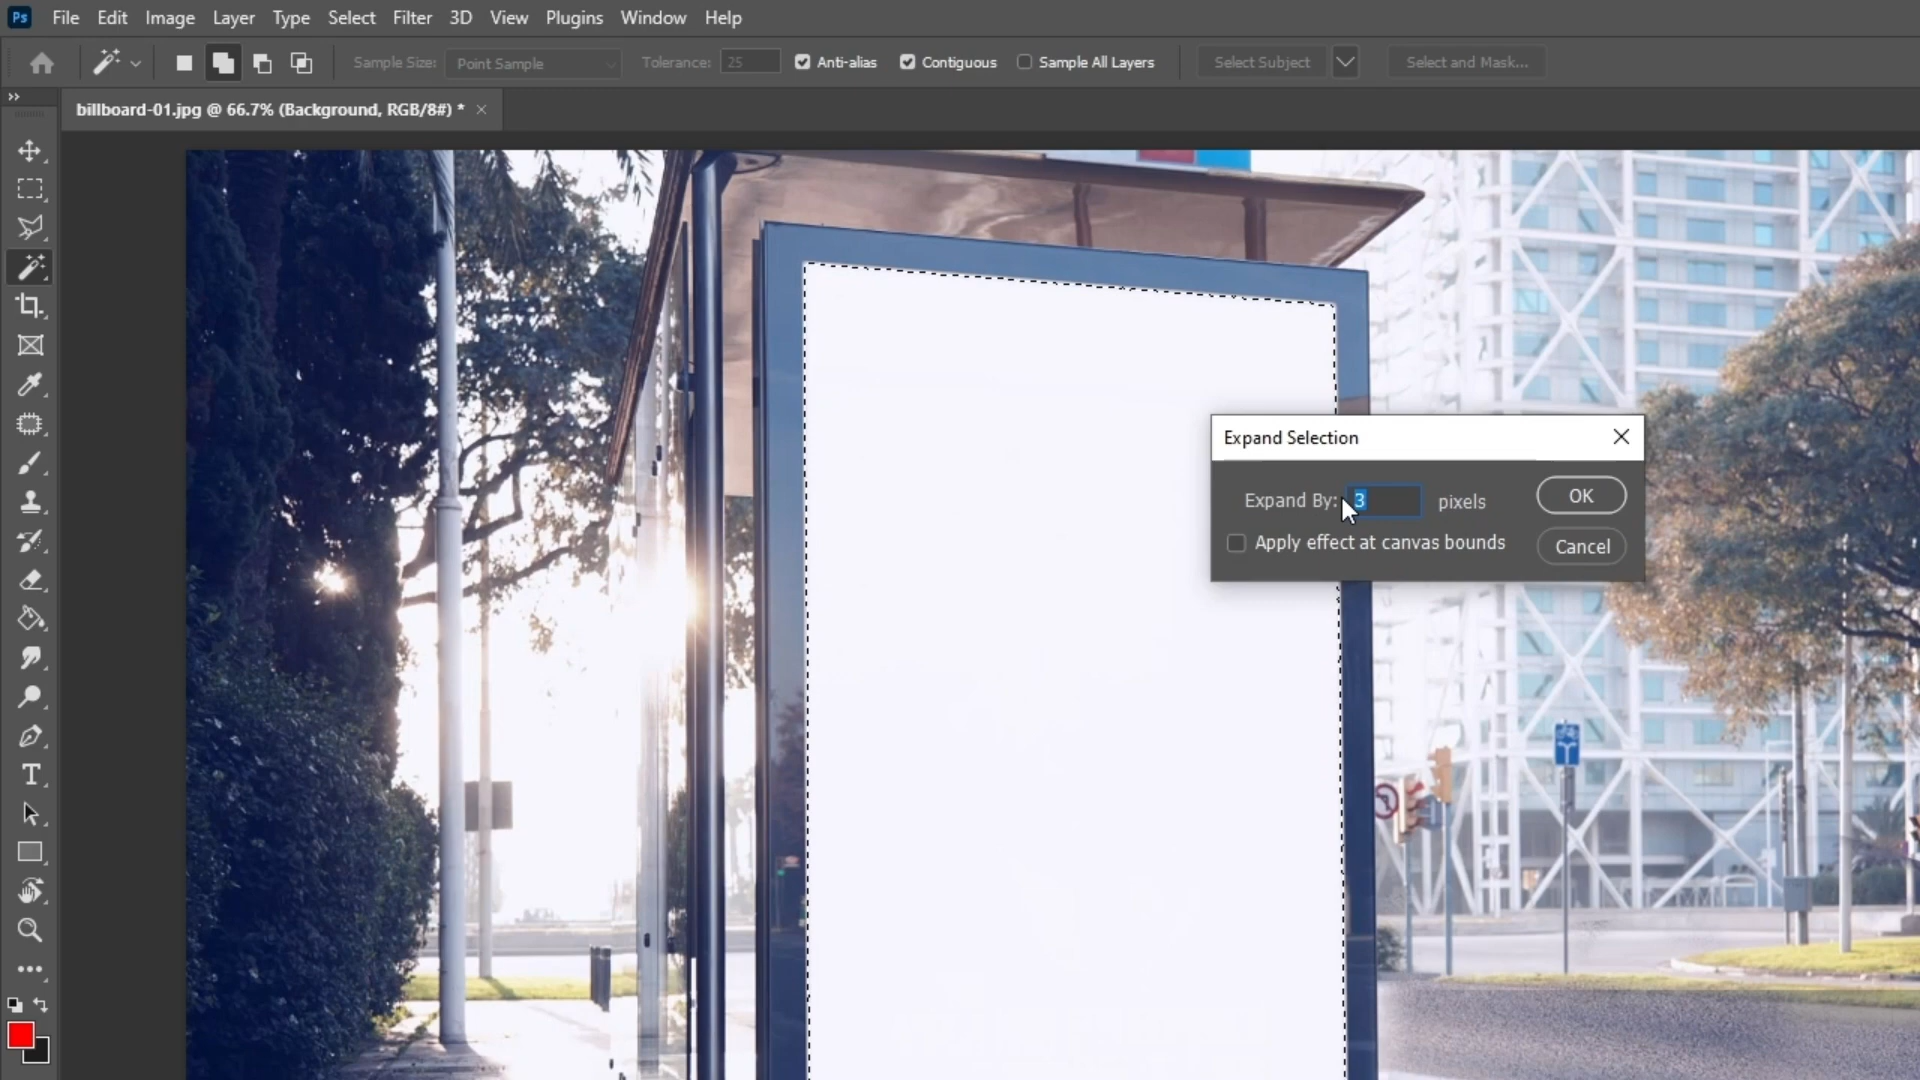 Ps File Edit Image Layer Type Select Filter 3D View Plugins Window Help
Sample Size: Point Sample Tolerance: 25 Anti-alias Contiguous Sample All Layers Select Subject Select and Mask...
billboard-01.jpg @ 66.7% (Background, RGB/8#) *
Expand Selection
Expand By: 3 pixels OK
Apply effect at canvas bounds Cancel